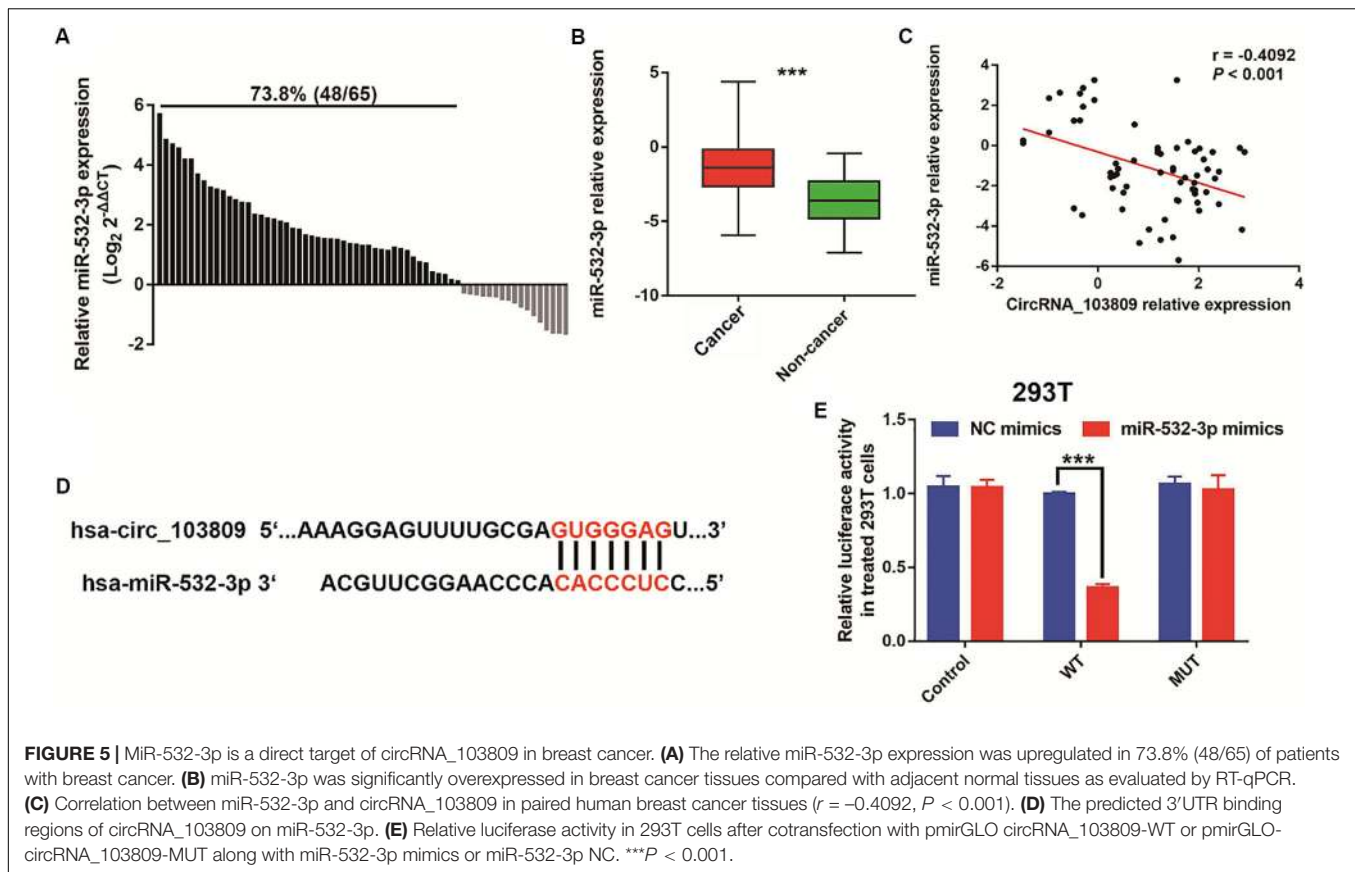 A
73.8% (48/65)
Relative miR-532-3p expression
(Log₂ 2^-ΔΔCT)
6
4
2
0
-2
B
***
miR-532-3p relative expression
5
0
-5
-10
Cancer
Non-cancer
C
r = -0.4092
P < 0.001
miR-532-3p relative expression
4
2
0
-2
-4
-6
-2
0
2
4
CircRNA_103809 relative expression
D
hsa-circ_103809 5‘...AAAGGAGUUUUGCGAGUGGGAGU...3’
hsa-miR-532-3p 3‘ ACGUUCGGAACCCACACCCUCC...5’
E
293T
NC mimics
miR-532-3p mimics
***
Relative luciferace activity
in treated 293T cells
1.5
1.0
0.5
0.0
Control
WT
MUT
FIGURE 5 | MiR-532-3p is a direct target of circRNA_103809 in breast cancer. (A) The relative miR-532-3p expression was upregulated in 73.8% (48/65) of patients
with breast cancer. (B) miR-532-3p was significantly overexpressed in breast cancer tissues compared with adjacent normal tissues as evaluated by RT-qPCR.
(C) Correlation between miR-532-3p and circRNA_103809 in paired human breast cancer tissues (r = –0.4092, P < 0.001). (D) The predicted 3′UTR binding
regions of circRNA_103809 on miR-532-3p. (E) Relative luciferase activity in 293T cells after cotransfection with pmirGLO circRNA_103809-WT or pmirGLO-
circRNA_103809-MUT along with miR-532-3p mimics or miR-532-3p NC. ***P < 0.001.